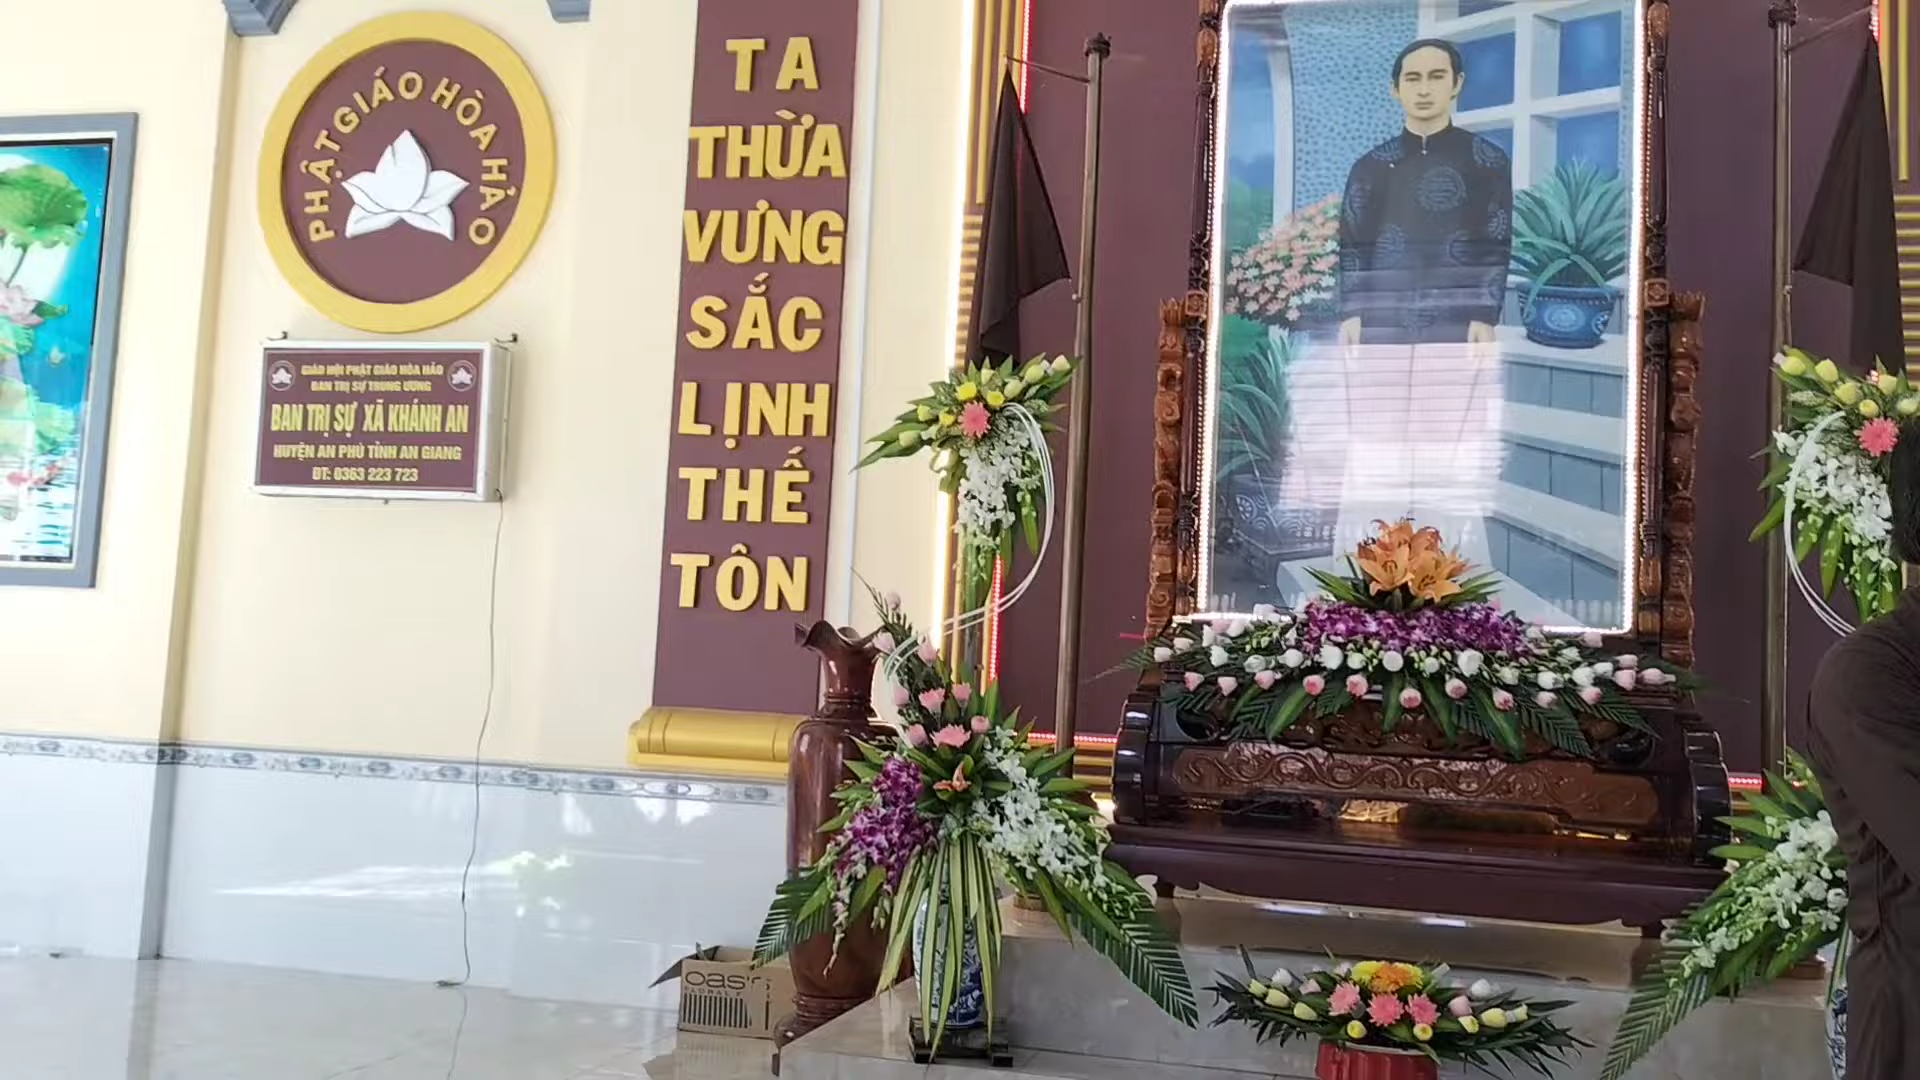 PHẬT GIÁO HÒA HẢO
GIÁO HỘI PHẬT GIÁO HÒA HẢO
BAN TRỊ SỰ TRUNG ƯƠNG
BAN TRỊ SỰ XÃ KHÁNH AN
HUYỆN AN PHÚ TỈNH AN GIANG
ĐT: 0363 223 723
TA
THỪA
VƯNG
SẮC
LỊNH
THẾ
TÔN
OASIS
FLORAL